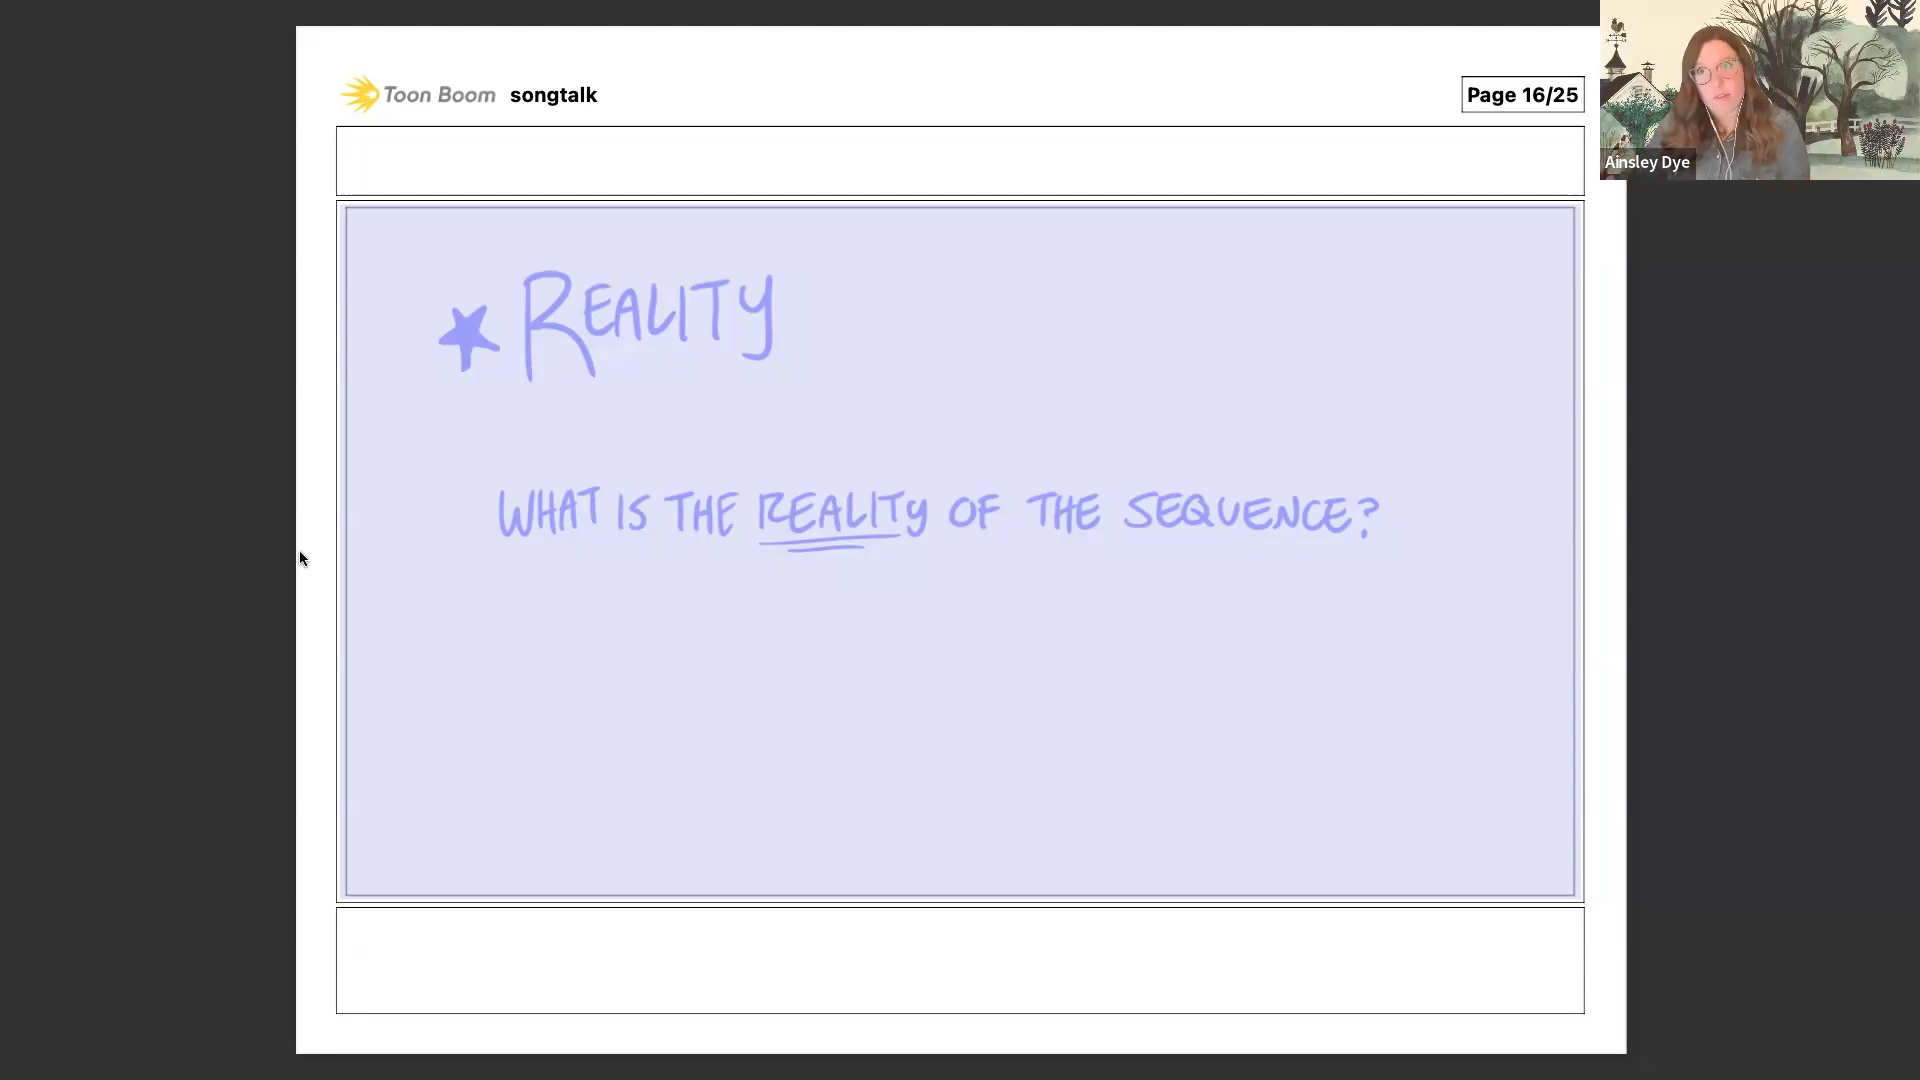 Toon Boom songtalk
Page 16/25
Ainsley Dye
REALITY
WHAT IS THE REALITY OF THE SEQUENCE?